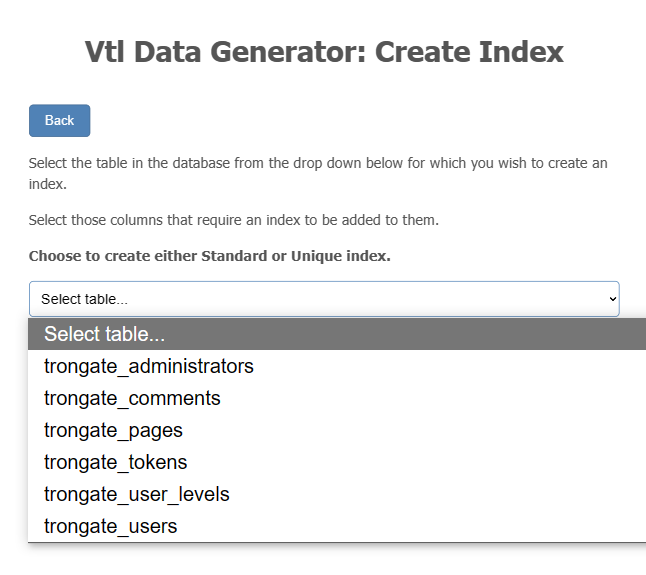 Vtl Data Generator: Create Index
Back
Select the table in the database from the drop down below for which you wish to create an
index.
Select those columns that require an index to be added to them.
Choose to create either Standard or Unique index.
Select table...
Select table...
trongate_administrators
trongate_comments
trongate_pages
trongate_tokens
trongate_user_levels
trongate_users